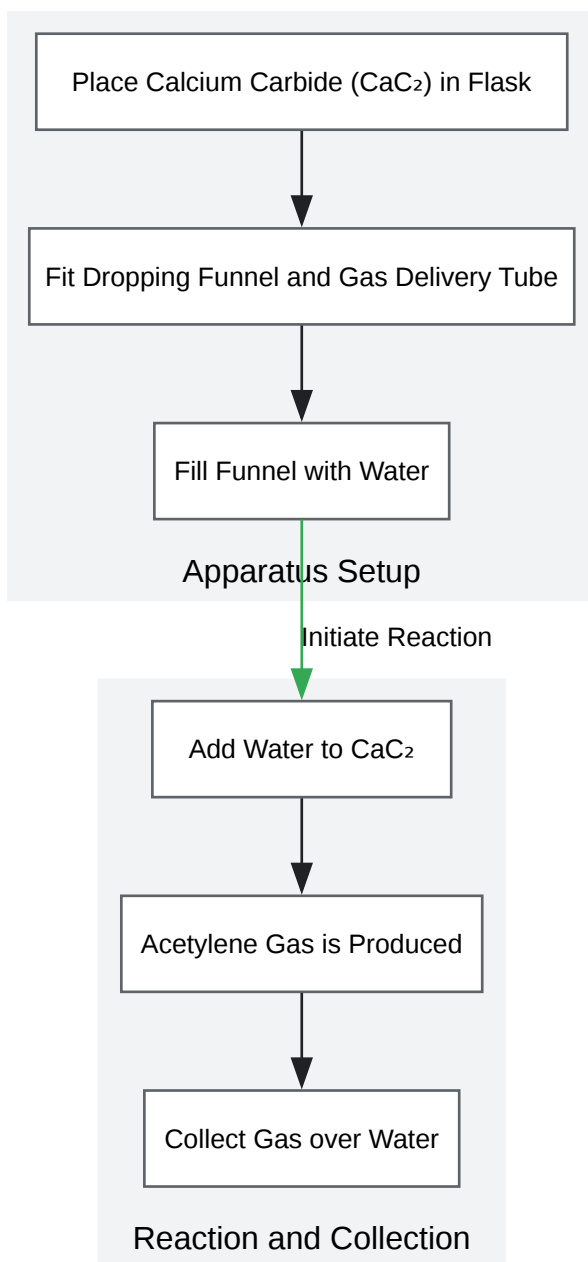 Place Calcium Carbide (CaC₂) in Flask
Fit Dropping Funnel and Gas Delivery Tube
Fill Funnel with Water
Apparatus Setup
Initiate Reaction
Add Water to CaC₂
Acetylene Gas is Produced
Collect Gas over Water
Reaction and Collection